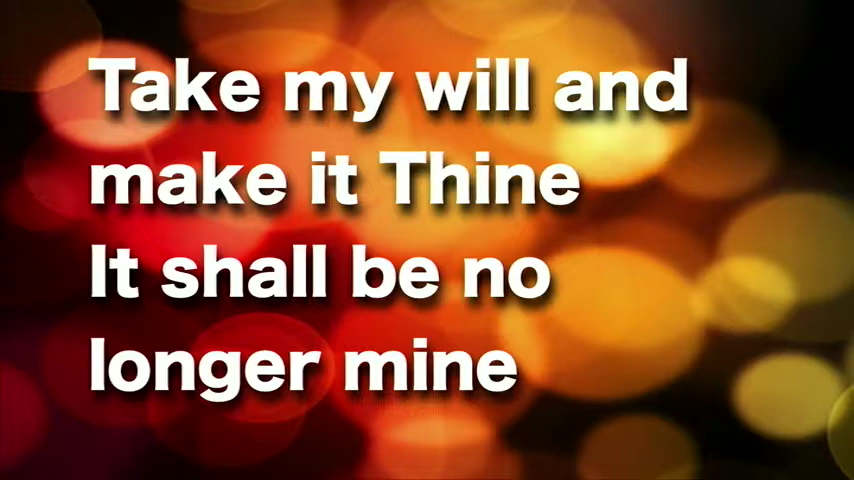 Take my will and
make it Thine
It shall be no
longer mine